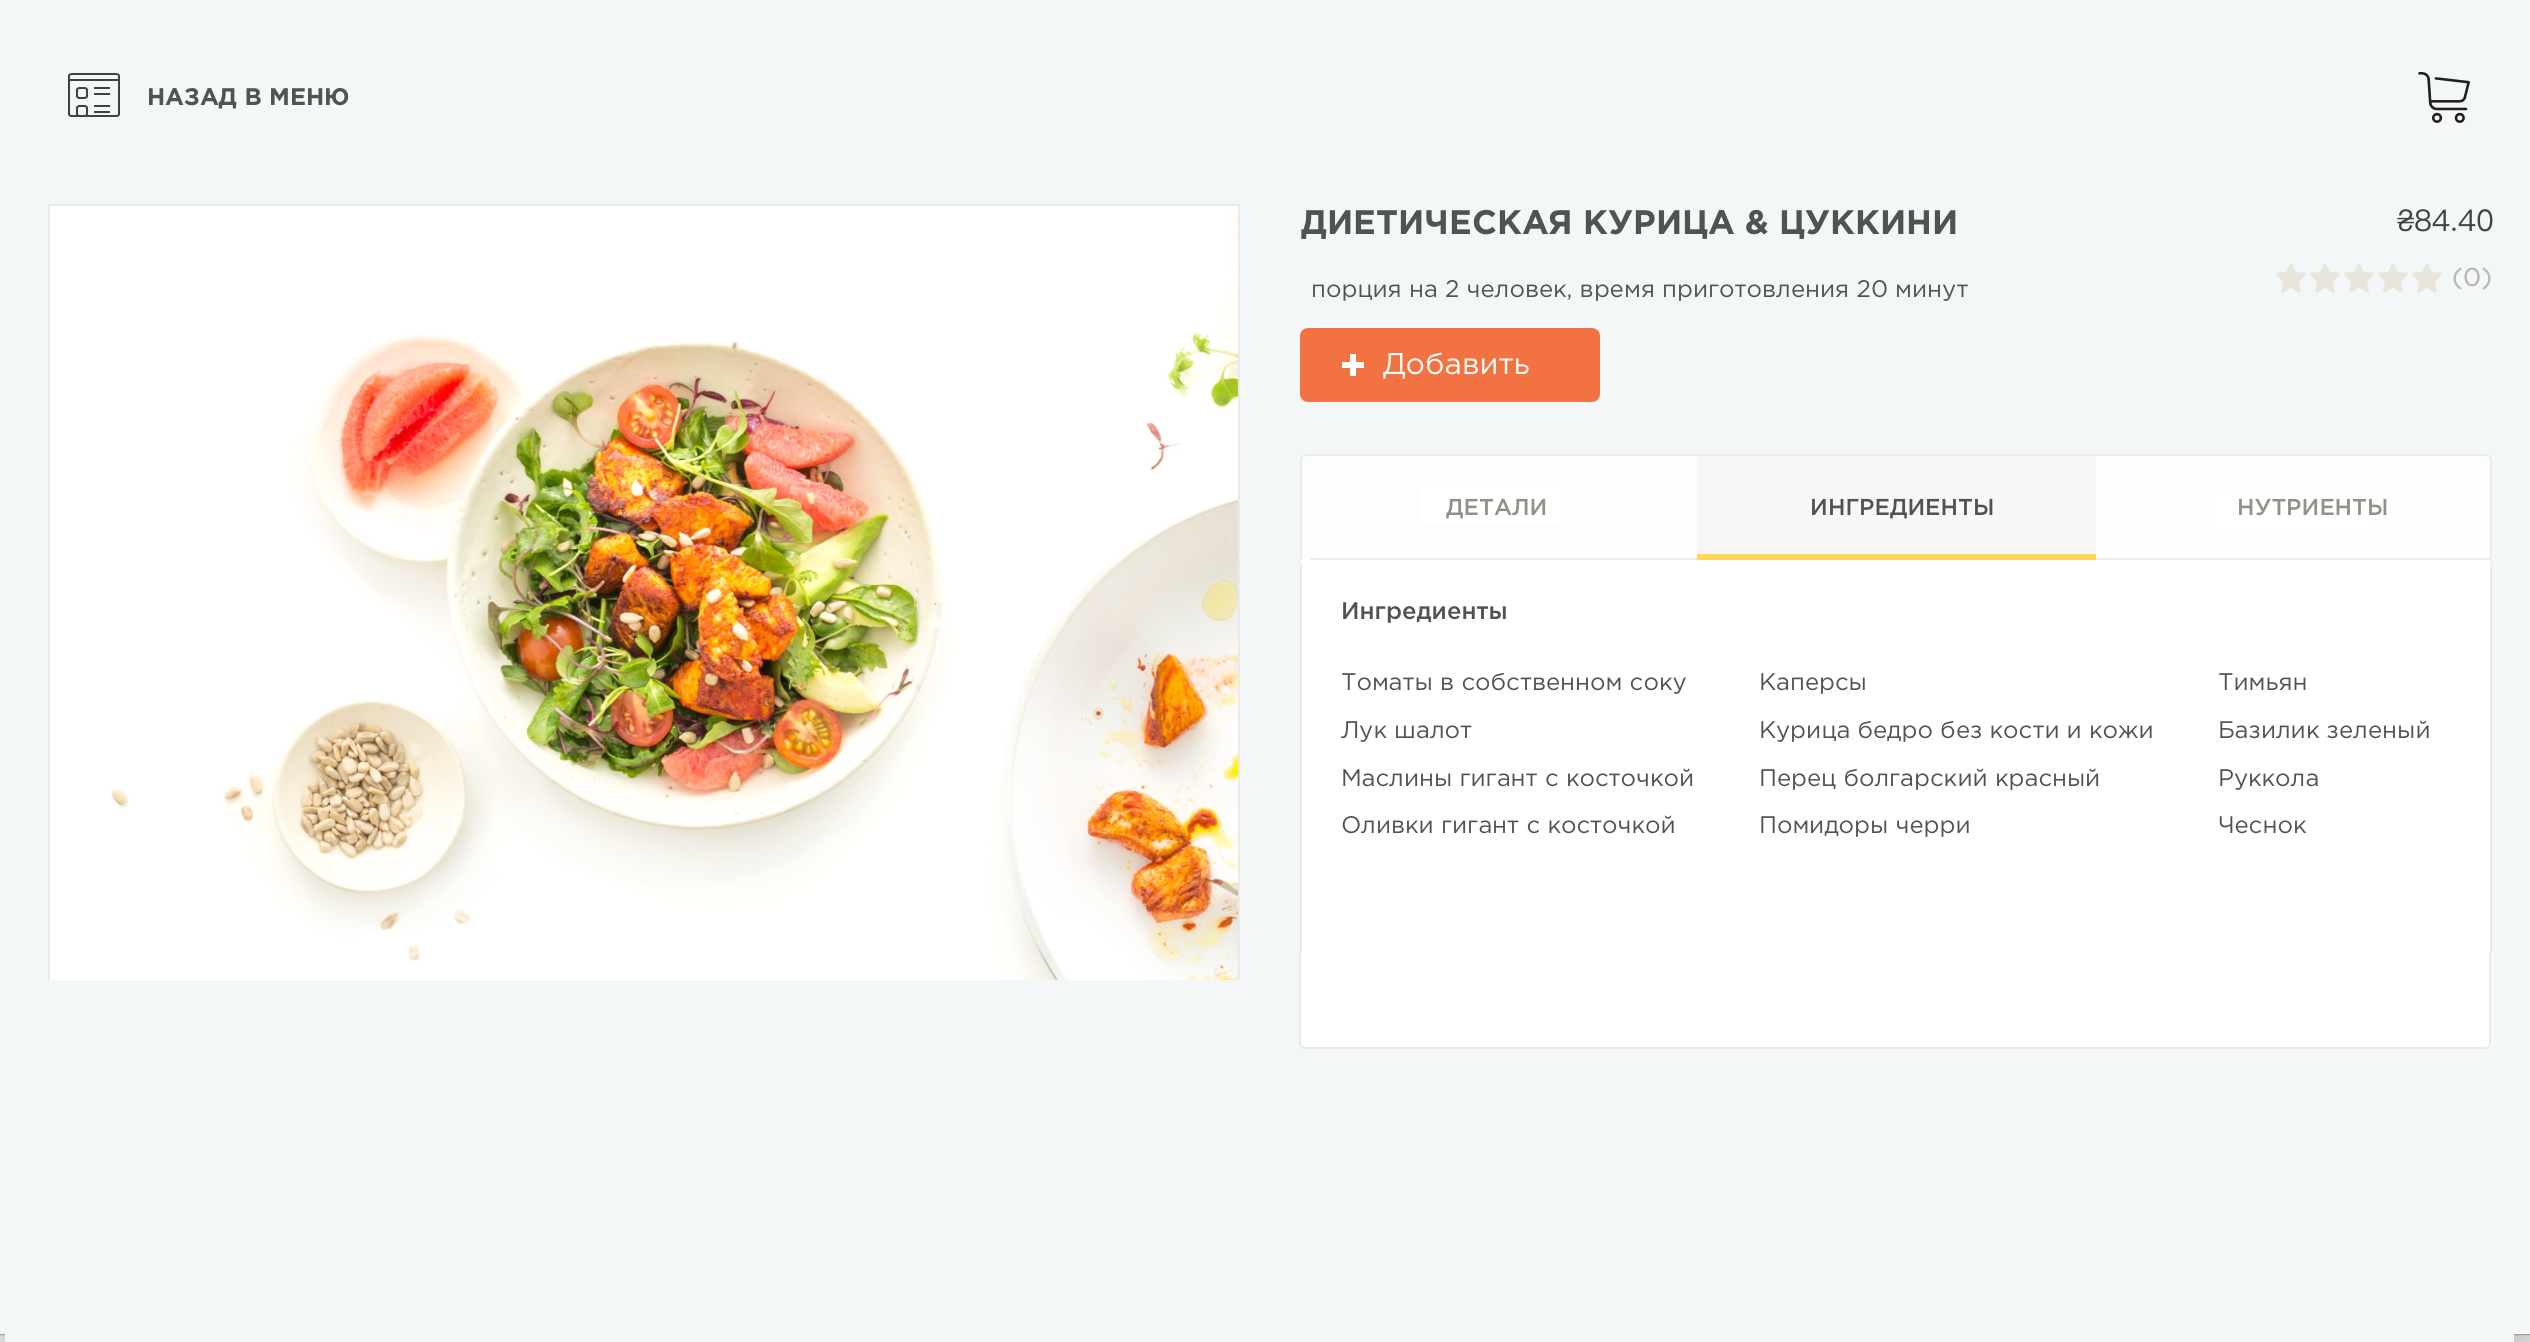 НАЗАД В МЕНЮ
ДИЕТИЧЕСКАЯ КУРИЦА & ЦУККИНИ
₴84.40
порция на 2 человек, время приготовления 20 минут
(0)
Добавить
ДЕТАЛИ
ИНГРЕДИЕНТЫ
НУТРИЕНТЫ
Ингредиенты
Томаты в собственном соку
Лук шалот
Маслины гигант с косточкой
Оливки гигант с косточкой
Каперсы
Курица бедро без кости и кожи
Перец болгарский красный
Помидоры черри
Тимьян
Базилик зеленый
Руккола
Чеснок